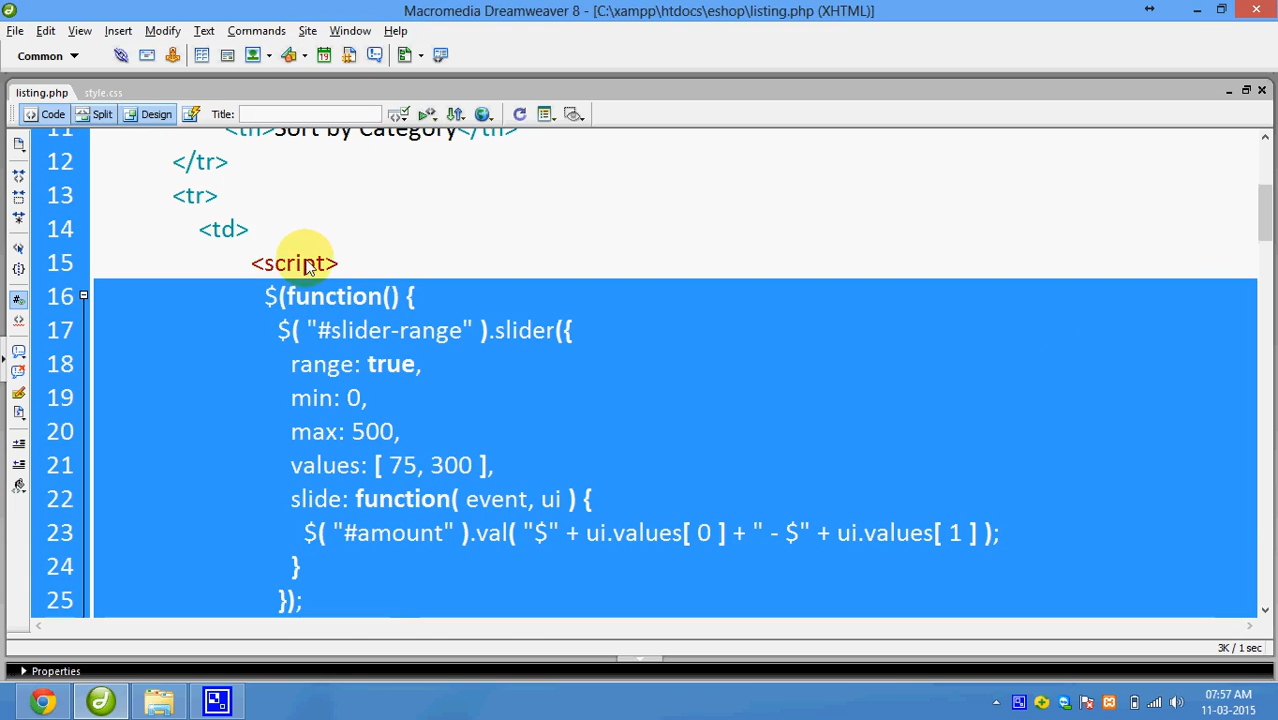 Macromedia Dreamweaver 8 - [C:\xampp\htdocs\eshop\listing.php (XHTML)]
File Edit View Insert Modify Text Commands Site Window Help
Common
listing.php style.css
Code Split Design Title:
11 <th>Sort by Category</th>
12 </tr>
13 <tr>
14 <td>
15 <script>
16 $(function() {
17 $( "#slider-range" ).slider({
18 range: true,
19 min: 0,
20 max: 500,
21 values: [ 75, 300 ],
22 slide: function( event, ui ) {
23 $( "#amount" ).val( "$" + ui.values[ 0 ] + " - $" + ui.values[ 1 ] );
24 }
25 });
3K / 1 sec
Properties
07:57 AM
11-03-2015